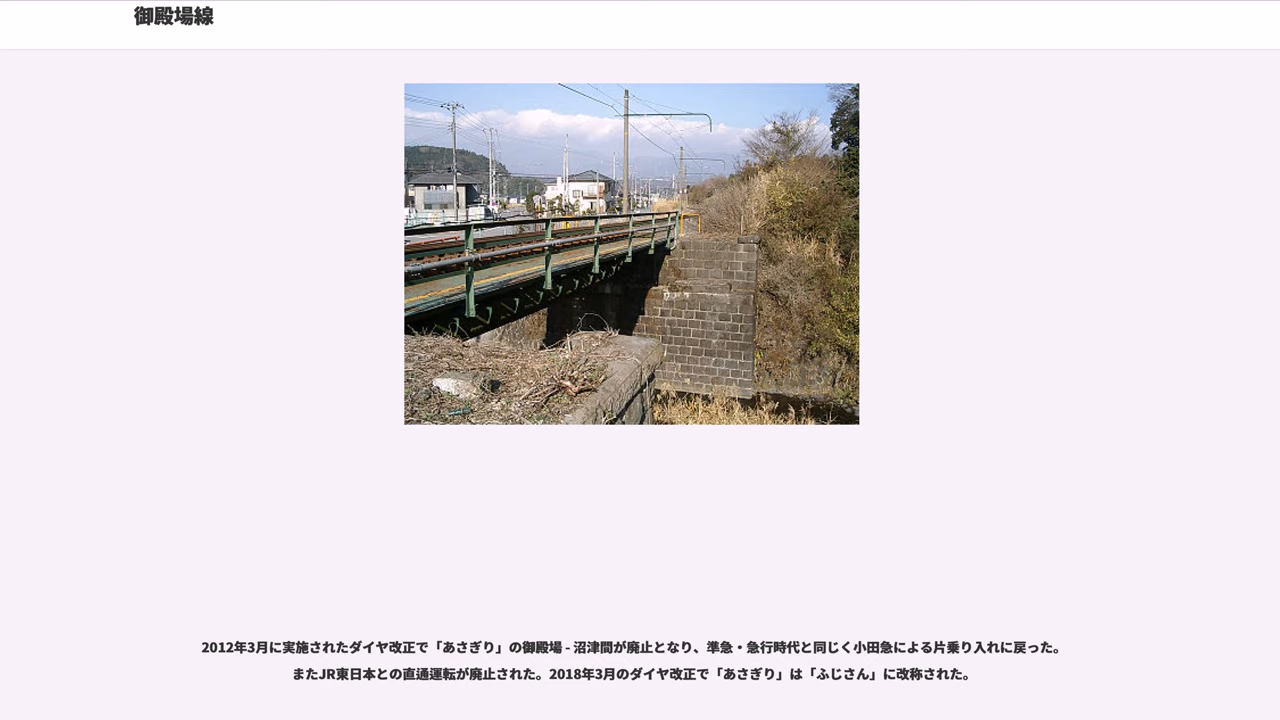 御殿場線
2012年3月に実施されたダイヤ改正で「あさぎり」の御殿場 - 沼津間が廃止となり、準急・急行時代と同じく小田急による片乗り入れに戻った。
またJR東日本との直通運転が廃止された。2018年3月のダイヤ改正で「あさぎり」は「ふじさん」に改称された。